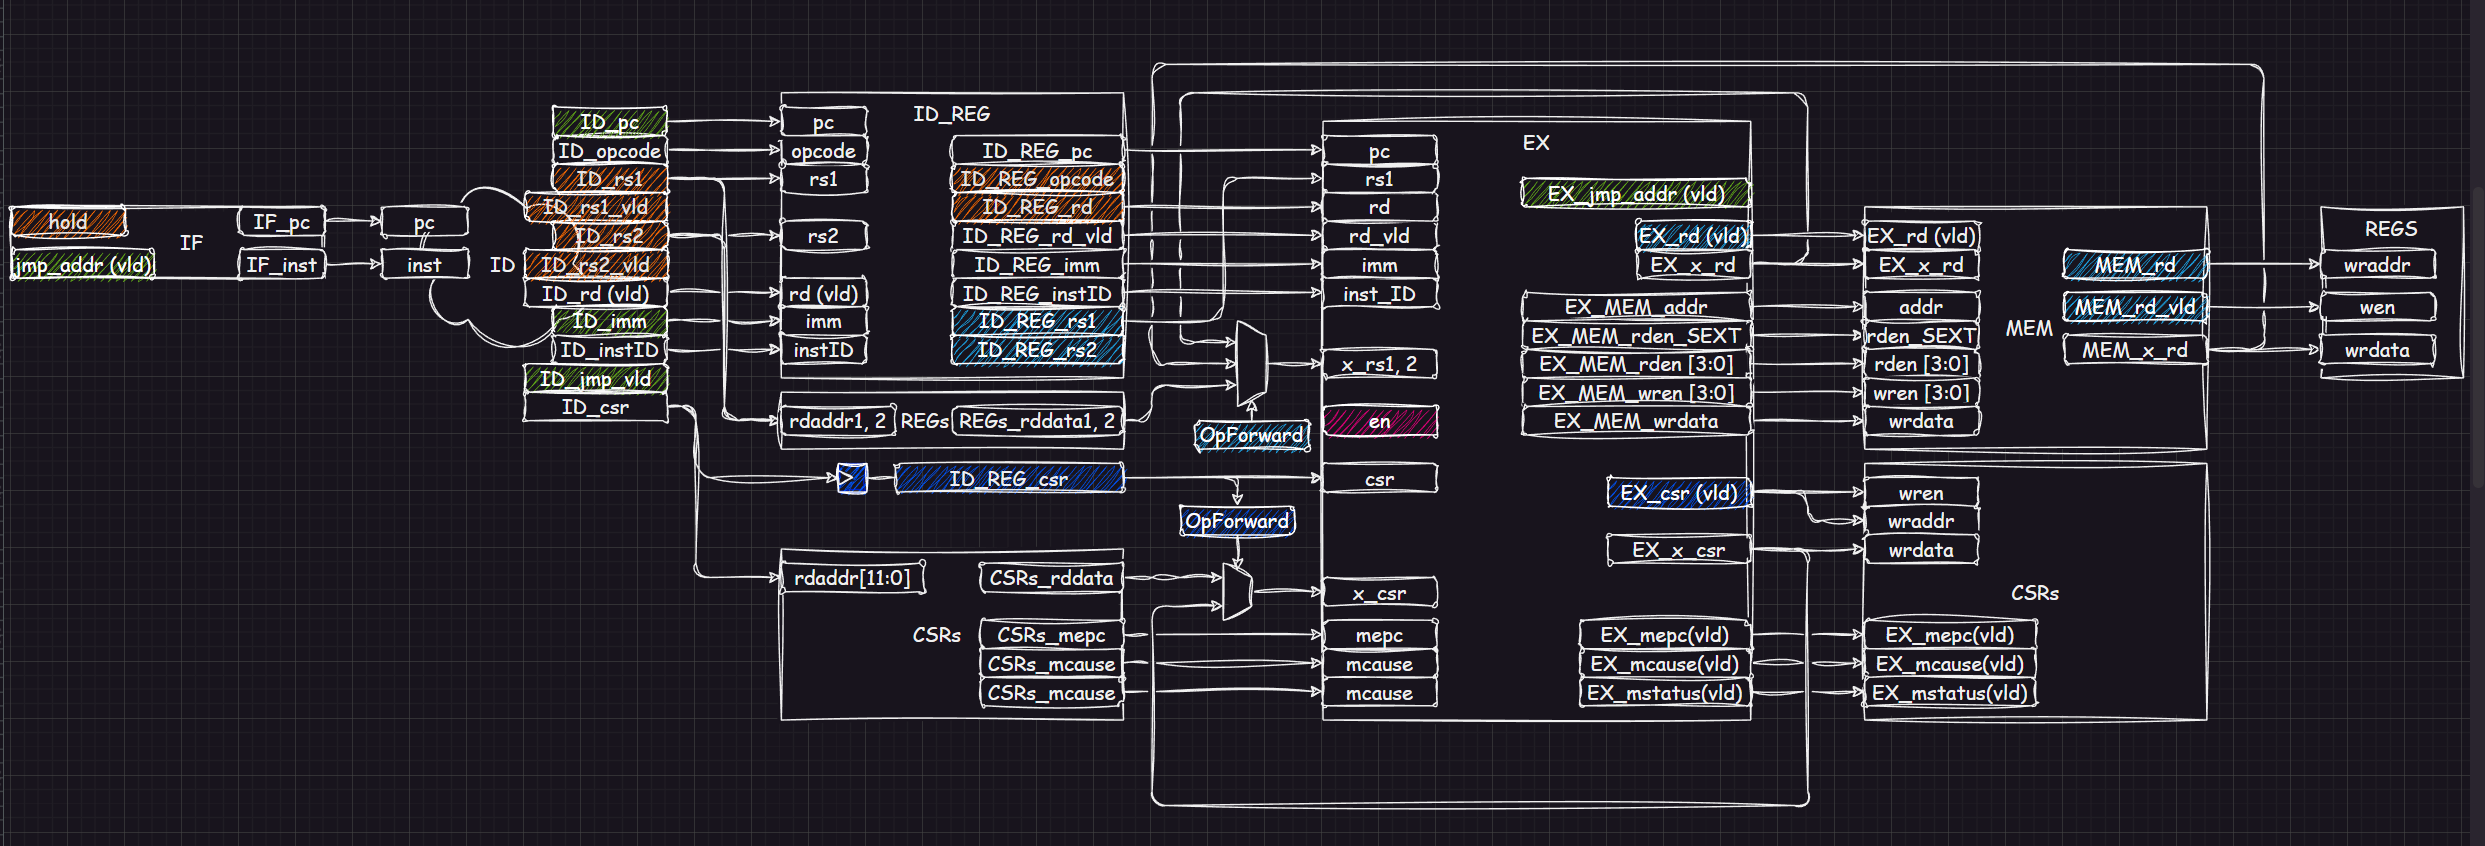 hold
jmp_addr (vld)
IF
IF_pc
IF_inst
pc
inst
ID
ID_pc
ID_opcode
ID_rs1
ID_rs1_vld
ID_rs2
ID_rs2_vld
ID_rd (vld)
ID_imm
ID_instID
ID_jmp_vld
ID_csr
ID_REG
pc
opcode
rs1
rs2
rd (vld)
imm
instID
ID_REG_pc
ID_REG_opcode
ID_REG_rd
ID_REG_rd_vld
ID_REG_imm
ID_REG_instID
ID_REG_rs1
ID_REG_rs2
rdaddr1, 2
REGs
REGs_rddata1, 2
>
ID_REG_csr
OpForward
OpForward
rdaddr[11:0]
CSRs
CSRs_rddata
CSRs_mepc
CSRs_mcause
CSRs_mcause
EX
pc
rs1
rd
rd_vld
imm
inst_ID
x_rs1, 2
en
csr
x_csr
mepc
mcause
mcause
EX_jmp_addr (vld)
EX_rd (vld)
EX_x_rd
EX_MEM_addr
EX_MEM_rden_SEXT
EX_MEM_rden [3:0]
EX_MEM_wren [3:0]
EX_MEM_wrdata
EX_csr (vld)
EX_x_csr
EX_mepc(vld)
EX_mcause(vld)
EX_mstatus(vld)
EX_rd (vld)
EX_x_rd
addr
rden_SEXT
rden [3:0]
wren [3:0]
wrdata
MEM
MEM_rd
MEM_rd_vld
MEM_x_rd
wren
wraddr
wrdata
CSRs
EX_mepc(vld)
EX_mcause(vld)
EX_mstatus(vld)
REGS
wraddr
wen
wrdata